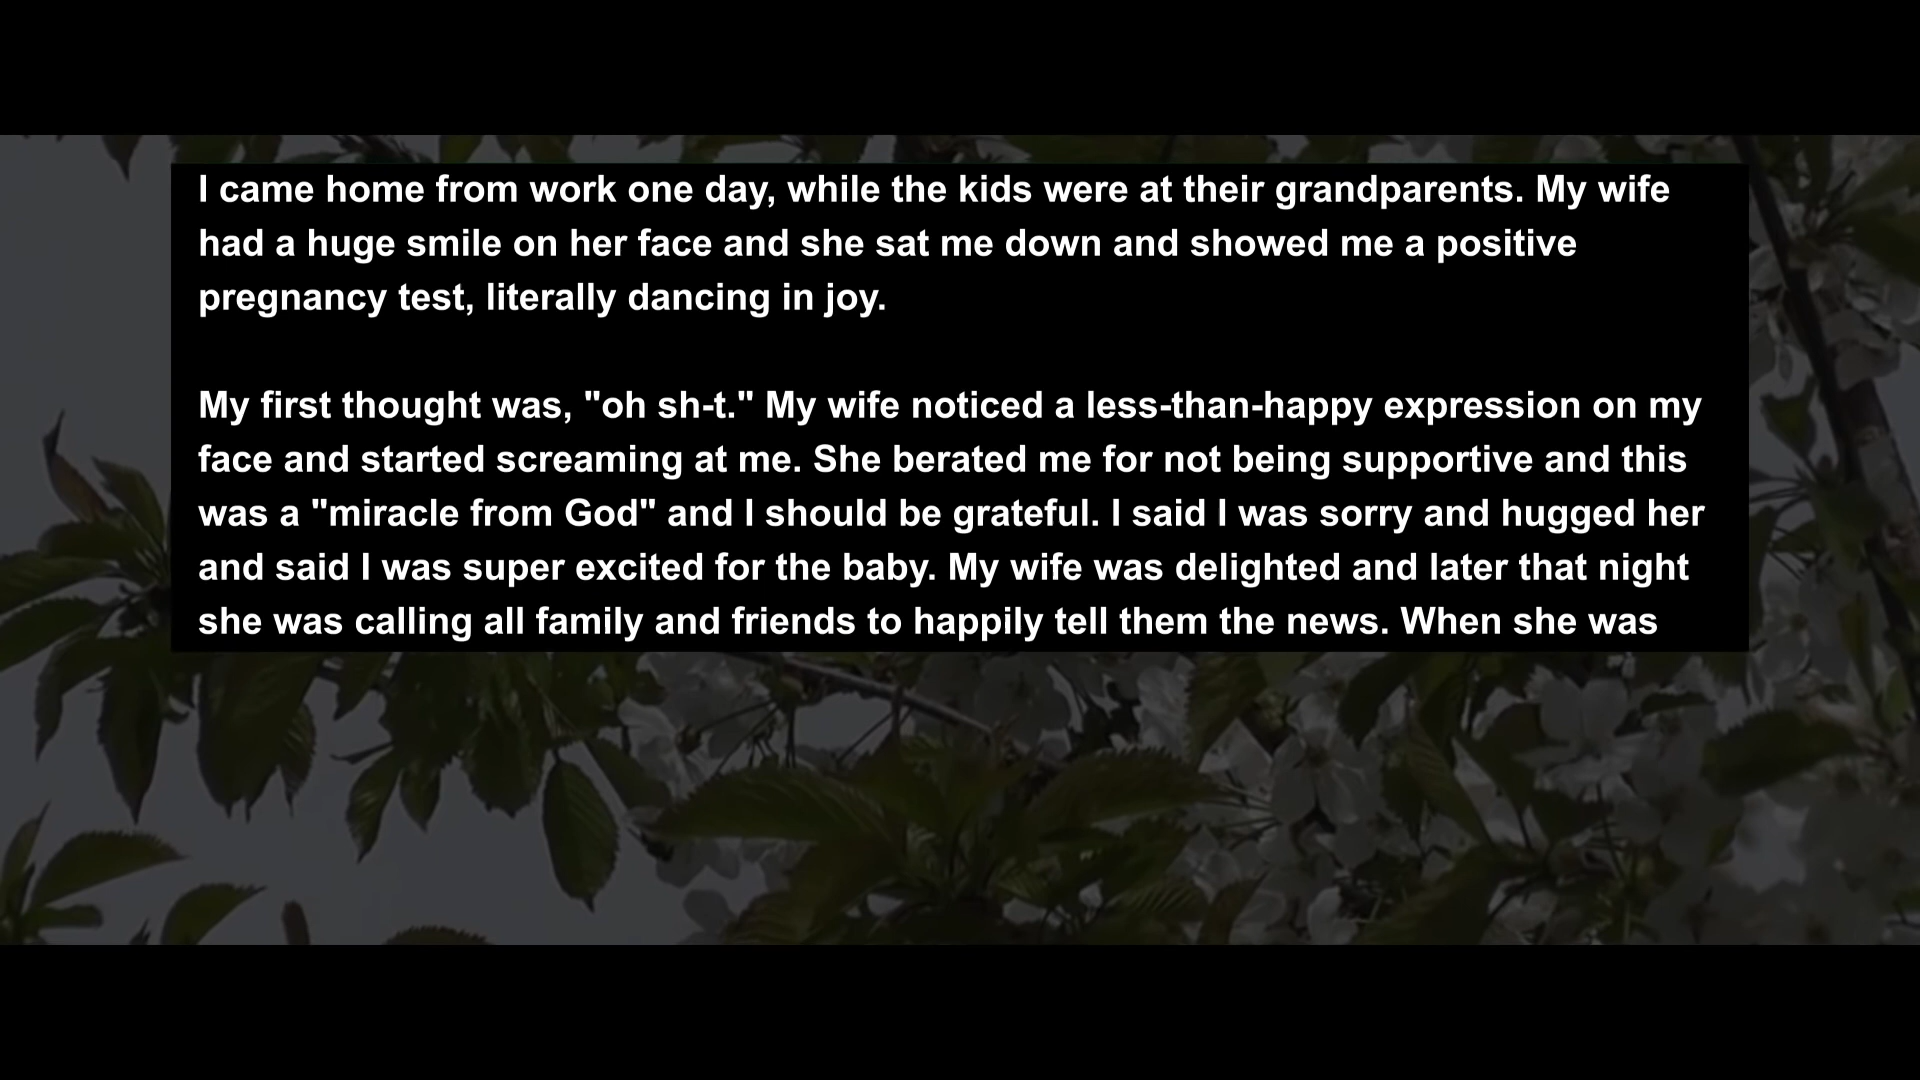 I came home from work one day, while the kids were at their grandparents. My wife
had a huge smile on her face and she sat me down and showed me a positive
pregnancy test, literally dancing in joy.
My first thought was, "oh sh-t." My wife noticed a less-than-happy expression on my
face and started screaming at me. She berated me for not being supportive and this
was a "miracle from God" and I should be grateful. I said I was sorry and hugged her
and said I was super excited for the baby. My wife was delighted and later that night
she was calling all family and friends to happily tell them the news. When she was